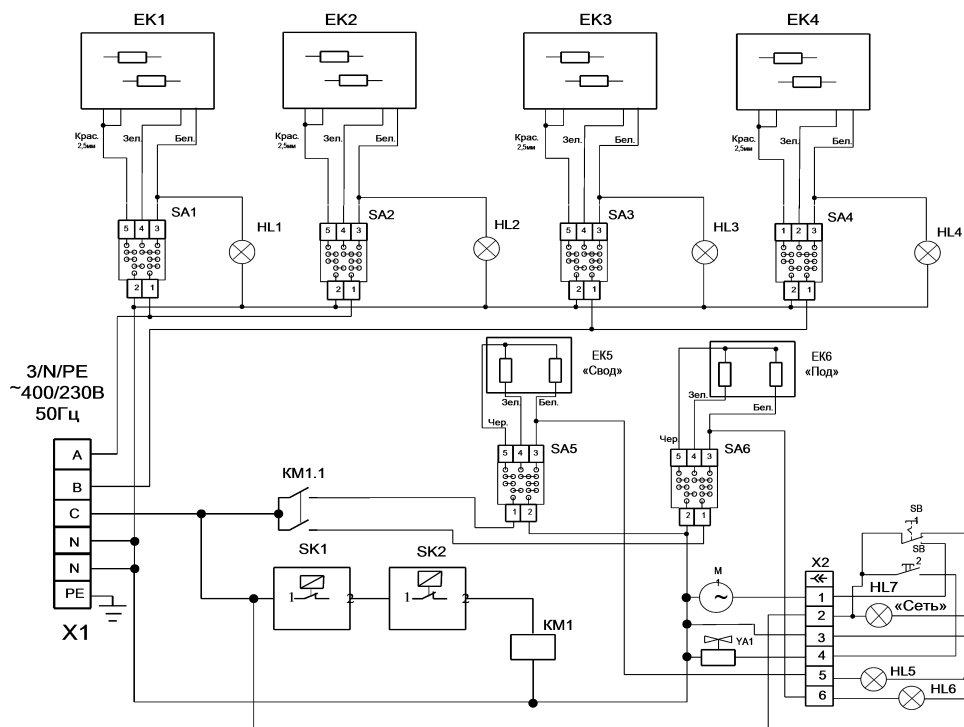 EK1 EK2 EK3 EK4
Крас. 2,5мм Зел. Бел. Крас. 2,5мм Зел. Бел. Крас. 2,5мм Зел. Бел. Крас. 2,5мм Зел. Бел.
SA1 SA2 SA3 SA4
5 4 3 5 4 3 5 4 3 1 2 3
HL1 HL2 HL3 HL4
2 1 2 1 2 1 2 1
3/N/PE
~400/230В
50Гц
EK5
«Свод»
EK6
«Под»
Зел. Бел. Зел. Бел.
Чер. Чер.
SA5 SA6
5 4 3 5 4 3
1 2 2 1
A
B
C
N
N
PE
X1
KM1.1
SK1 SK2
1 2 1 2
KM1
M
1
~
YA1
X2
1
2
3
4
5
6
SB
1
SB
2
HL7
«Сеть»
HL5
HL6